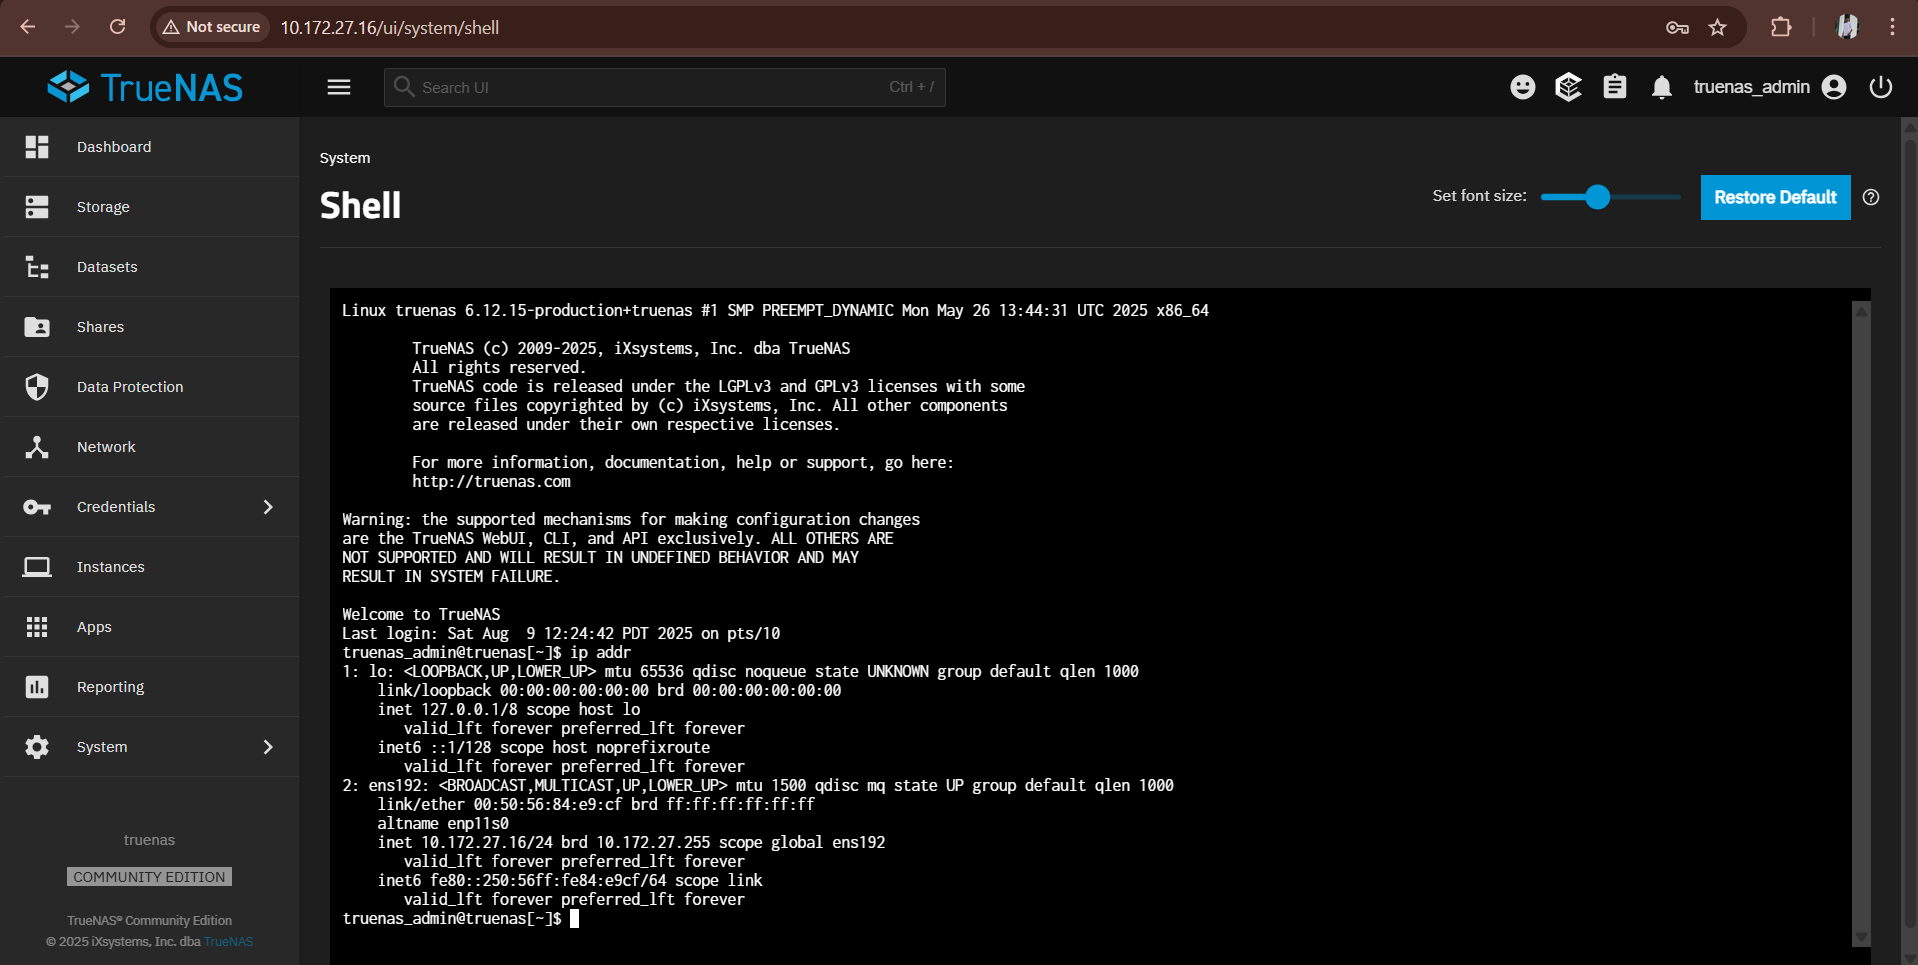 Not secure
10.172.27.16/ui/system/shell
TrueNAS
Search UI
Ctrl + /
truenas_admin
Dashboard
Storage
Datasets
Shares
Data Protection
Network
Credentials
Instances
Apps
Reporting
System
truenas
COMMUNITY EDITION
TrueNAS® Community Edition
© 2025 iXsystems, Inc. dba TrueNAS
System
Shell
Set font size:
Restore Default
Linux truenas 6.12.15-production+truenas #1 SMP PREEMPT_DYNAMIC Mon May 26 13:44:31 UTC 2025 x86_64
TrueNAS (c) 2009-2025, iXsystems, Inc. dba TrueNAS
All rights reserved.
TrueNAS code is released under the LGPLv3 and GPLv3 licenses with some
source files copyrighted by (c) iXsystems, Inc. All other components
are released under their own respective licenses.
For more information, documentation, help or support, go here:
http://truenas.com
Warning: the supported mechanisms for making configuration changes
are the TrueNAS WebUI, CLI, and API exclusively. ALL OTHERS ARE
NOT SUPPORTED AND WILL RESULT IN UNDEFINED BEHAVIOR AND MAY
RESULT IN SYSTEM FAILURE.
Welcome to TrueNAS
Last login: Sat Aug  9 12:24:42 PDT 2025 on pts/10
truenas_admin@truenas[~]$ ip addr
1: lo: <LOOPBACK,UP,LOWER_UP> mtu 65536 qdisc noqueue state UNKNOWN group default qlen 1000
link/loopback 00:00:00:00:00:00 brd 00:00:00:00:00:00
inet 127.0.0.1/8 scope host lo
valid_lft forever preferred_lft forever
inet6 ::1/128 scope host noprefixroute
valid_lft forever preferred_lft forever
2: ens192: <BROADCAST,MULTICAST,UP,LOWER_UP> mtu 1500 qdisc mq state UP group default qlen 1000
link/ether 00:50:56:84:e9:cf brd ff:ff:ff:ff:ff:ff
altname enp11s0
inet 10.172.27.16/24 brd 10.172.27.255 scope global ens192
valid_lft forever preferred_lft forever
inet6 fe80::250:56ff:fe84:e9cf/64 scope link
valid_lft forever preferred_lft forever
truenas_admin@truenas[~]$